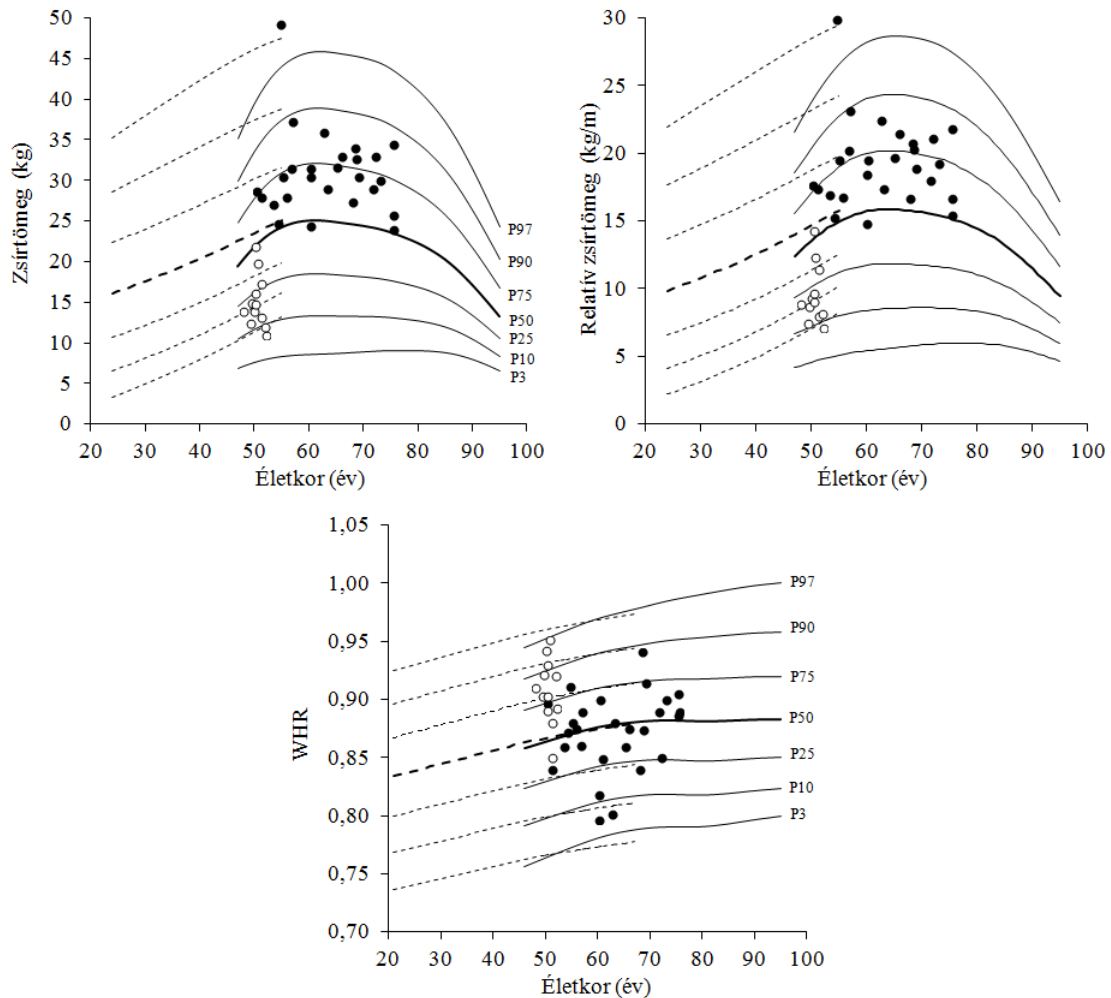 Zsírtömeg (kg)
50
45
40
35
30
25
20
15
10
5
0
20 30 40 50 60 70 80 90 100
Életkor (év)
P97
P90
P75
P50
P25
P10
P3
Relatív zsírtömeg (kg/m)
30
25
20
15
10
5
0
20 30 40 50 60 70 80 90 100
Életkor (év)
WHR
1,05
1,00
0,95
0,90
0,85
0,80
0,75
0,70
20 30 40 50 60 70 80 90 100
Életkor (év)
P97
P90
P75
P50
P25
P10
P3